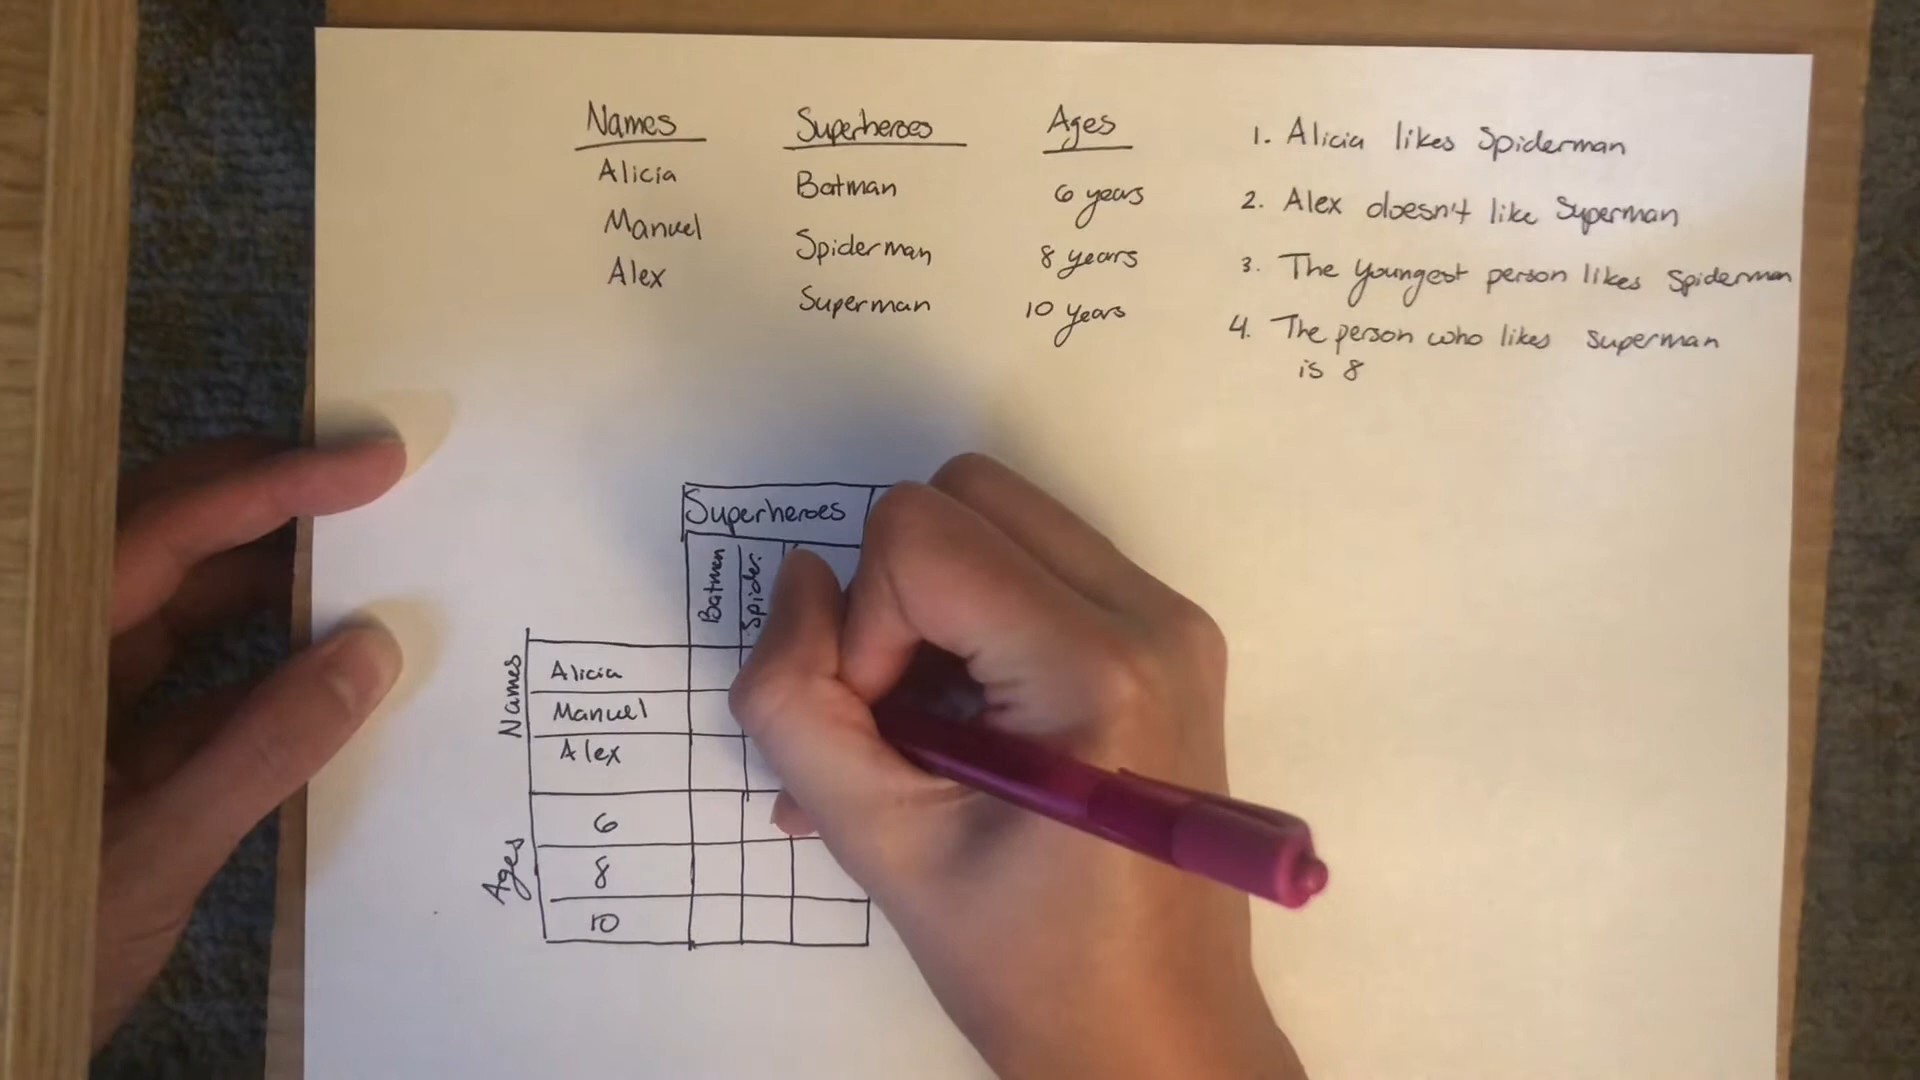 Names
Alicia
Manuel
Alex
Superheroes
Batman
Spiderman
Superman
Ages
6 years
8 years
10 years
1. Alicia likes Spiderman
2. Alex doesn't like Superman
3. The youngest person likes Spiderman
4. The person who likes superman
is 8
Superheroes
Batman
Spider.
Names
Alicia
Manuel
Alex
Ages
6
8
10